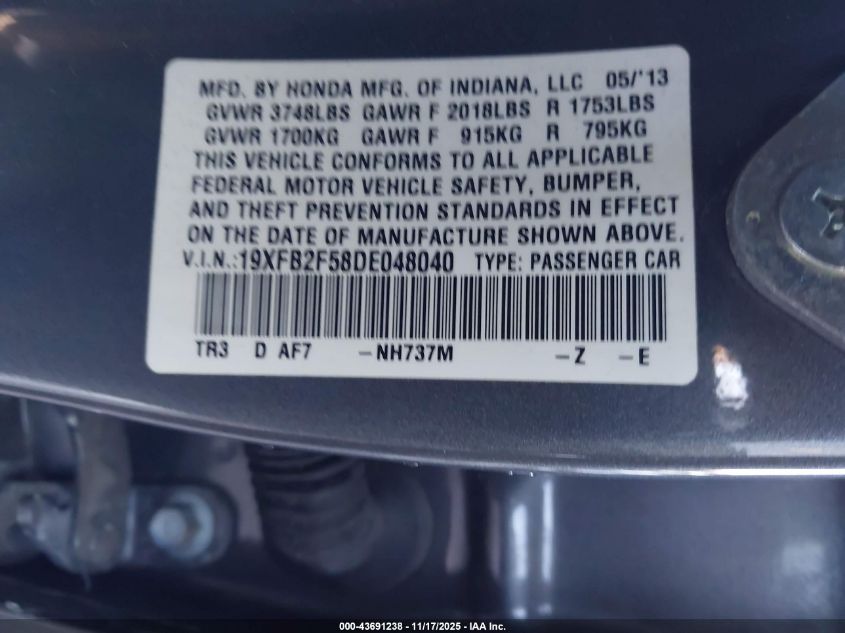 MFD. BY HONDA MFG. OF INDIANA, LLC 05/'13
GVWR 3748LBS GAWR F 2018LBS R 1753LBS
GVWR 1700KG GAWR F 915KG R 795KG
THIS VEHICLE CONFORMS TO ALL APPLICABLE
FEDERAL MOTOR VEHICLE SAFETY, BUMPER,
AND THEFT PREVENTION STANDARDS IN EFFECT
ON THE DATE OF MANUFACTURE SHOWN ABOVE.
V.I.N.:19XFB2F58DE048040 TYPE: PASSENGER CAR
TR3 D AF7 -NH737M -Z -E
000-43691238 - 11/17/2025 - IAA Inc.